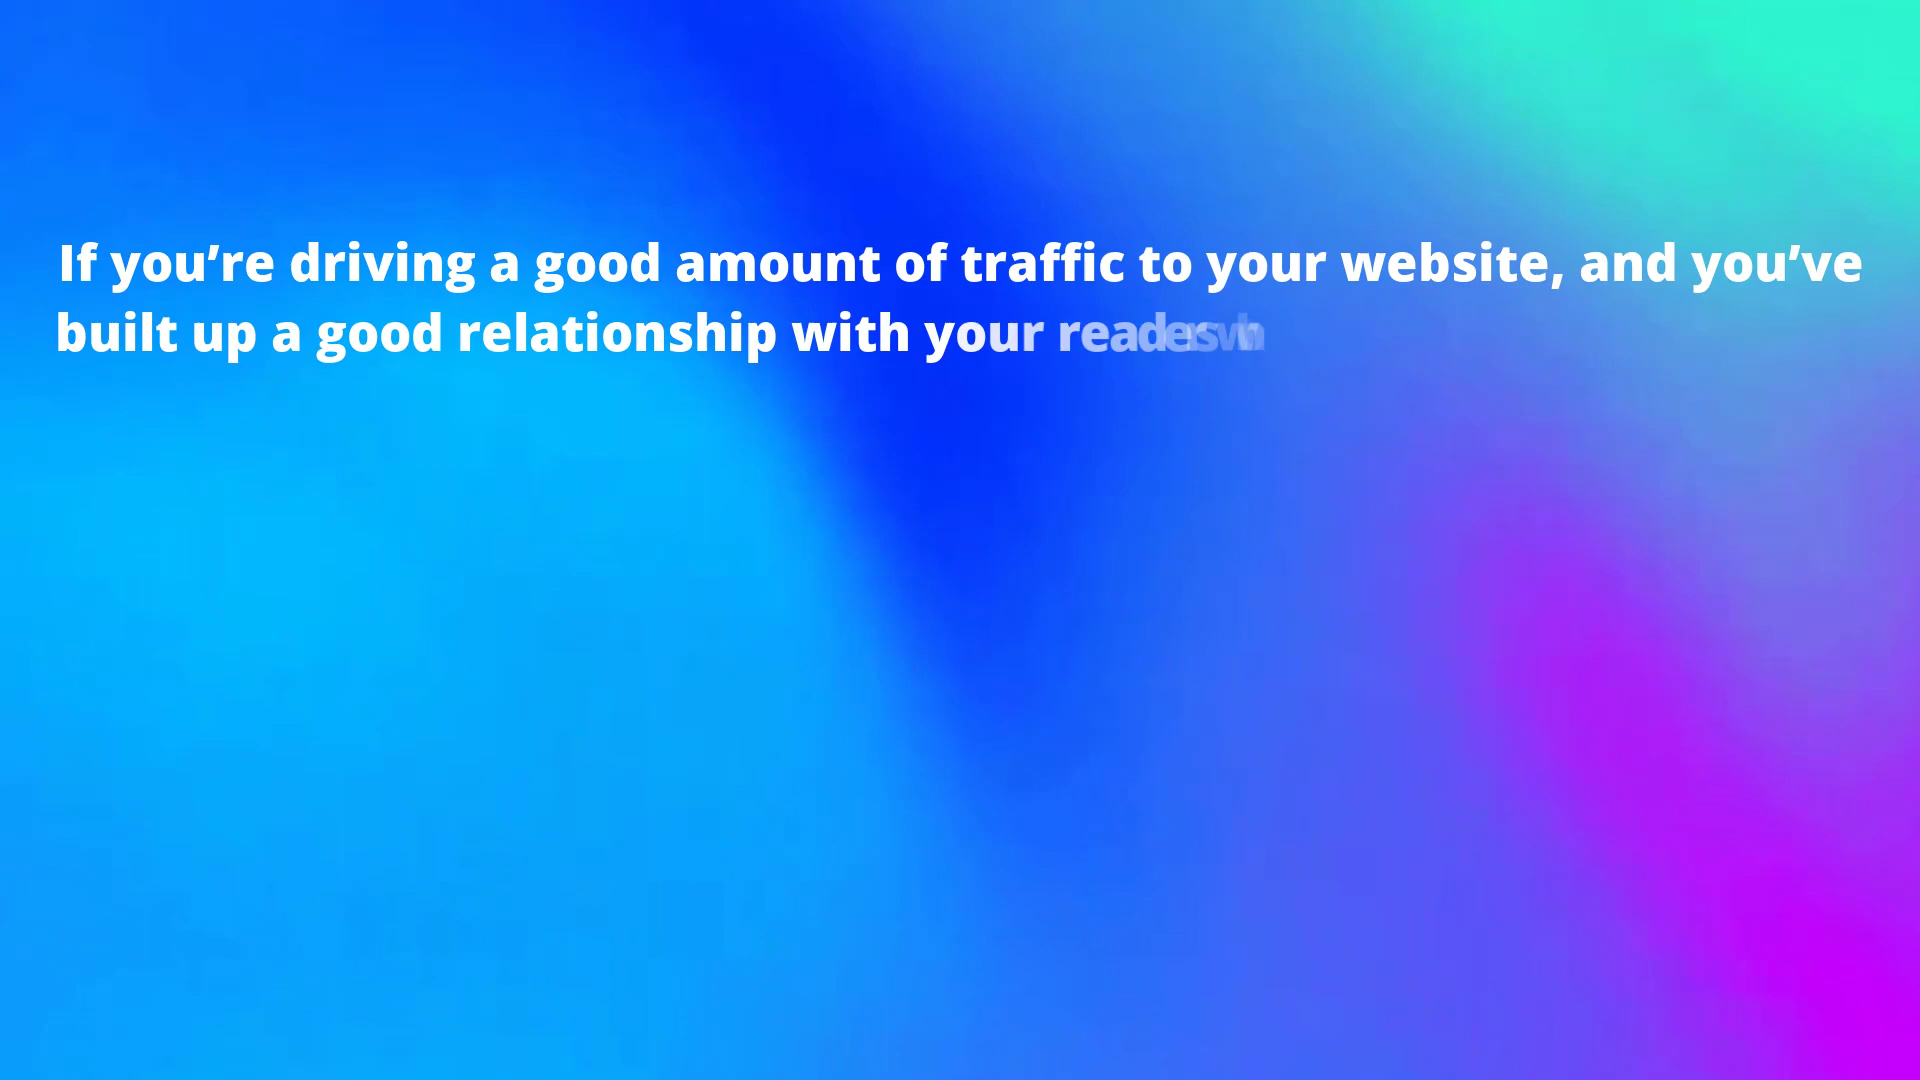 If you’re driving a good amount of traffic to your website, and you’ve
built up a good relationship with your readers